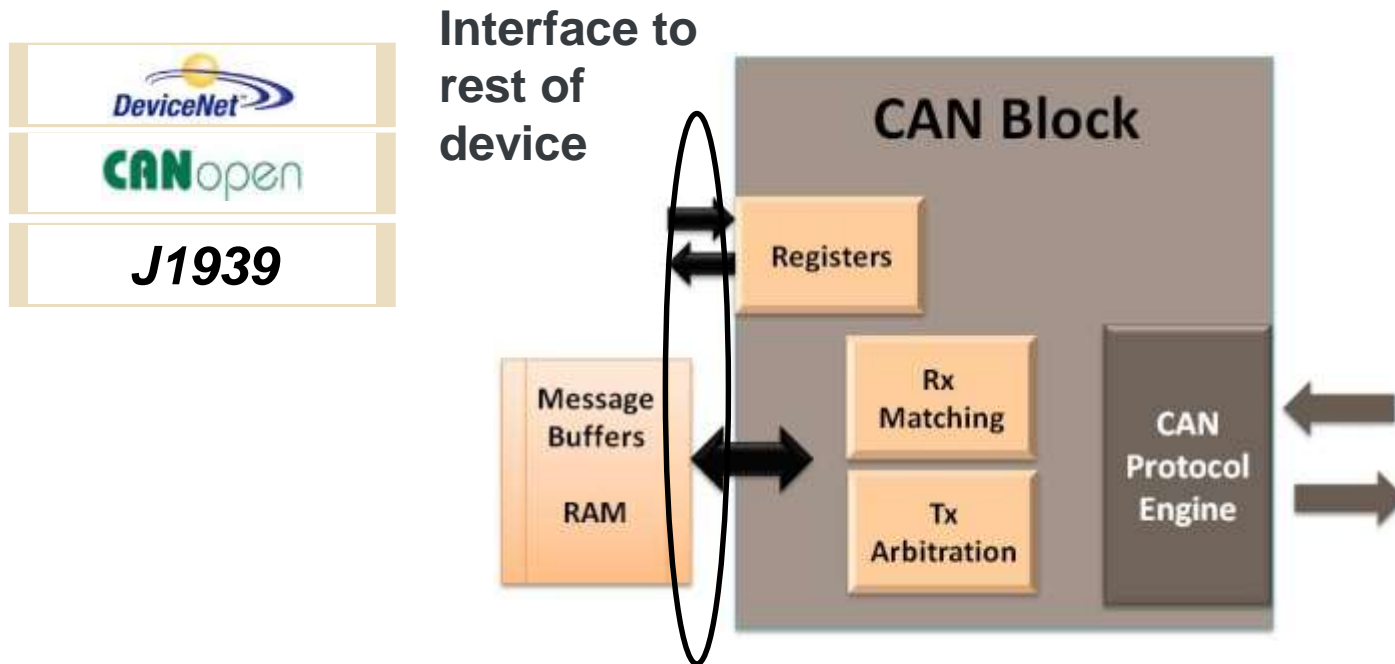 DeviceNet
CANopen
J1939
Interface to
rest of
device
CAN Block
Registers
Message
Buffers
RAM
Rx
Matching
Tx
Arbitration
CAN
Protocol
Engine